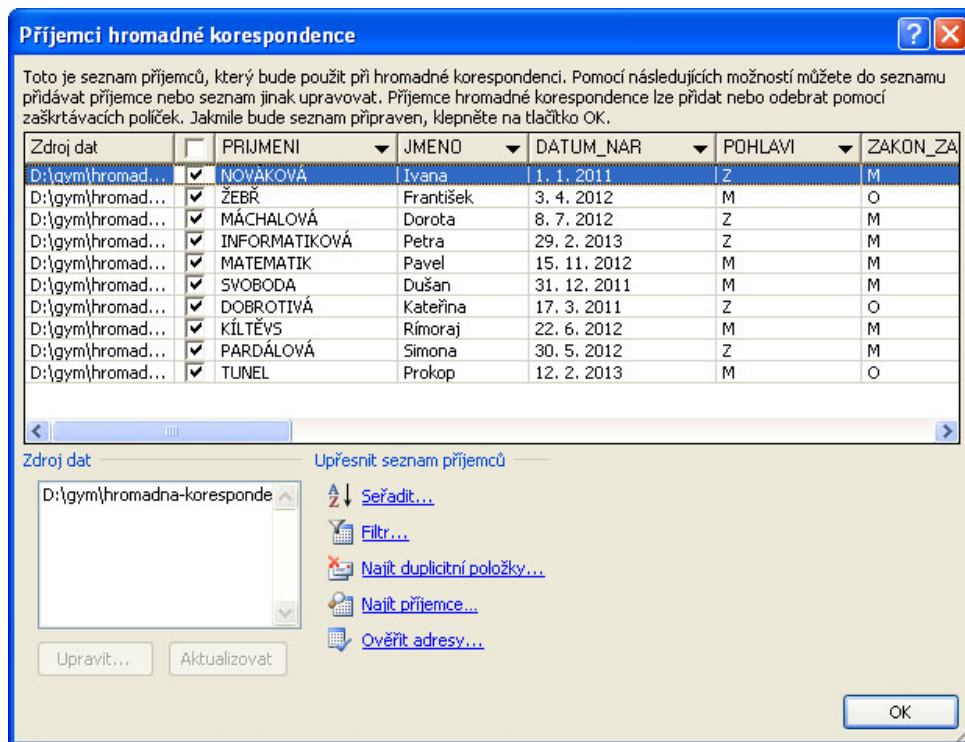 Příjemci hromadné korespondence
Toto je seznam příjemců, který bude použit při hromadné korespondenci. Pomocí následujících možností můžete do seznamu
přidávat příjemce nebo seznam jinak upravovat. Příjemce hromadné korespondence lze přidat nebo odebrat pomocí
zaškrtávacích políček. Jakmile bude seznam připraven, klepněte na tlačítko OK.
Zdroj dat PRIJMENI JMENO DATUM_NAR POHLAVI ZAKON_ZA
D:\gym\hromad... NOVÁKOVÁ Ivana 1. 1. 2011 Z M
D:\gym\hromad... ŽEBŘ František 3. 4. 2012 M O
D:\gym\hromad... MÁCHALOVÁ Dorota 8. 7. 2012 Z M
D:\gym\hromad... INFORMATIKOVÁ Petra 29. 2. 2013 Z M
D:\gym\hromad... MATEMATIK Pavel 15. 11. 2012 M M
D:\gym\hromad... SVOBODA Dušan 31. 12. 2011 M M
D:\gym\hromad... DOBROTIVÁ Kateřina 17. 3. 2011 Z O
D:\gym\hromad... KÍLTĚVS Rímoraj 22. 6. 2012 M M
D:\gym\hromad... PARDÁLOVÁ Simona 30. 5. 2012 Z M
D:\gym\hromad... TUNEL Prokop 12. 2. 2013 M O
Zdroj dat
D:\gym\hromadna-koresponde
Upravit... Aktualizovat
Upřesnit seznam příjemců
Seřadit...
Filtr...
Najít duplicitní položky...
Najít příjemce...
Ověřit adresy...
OK